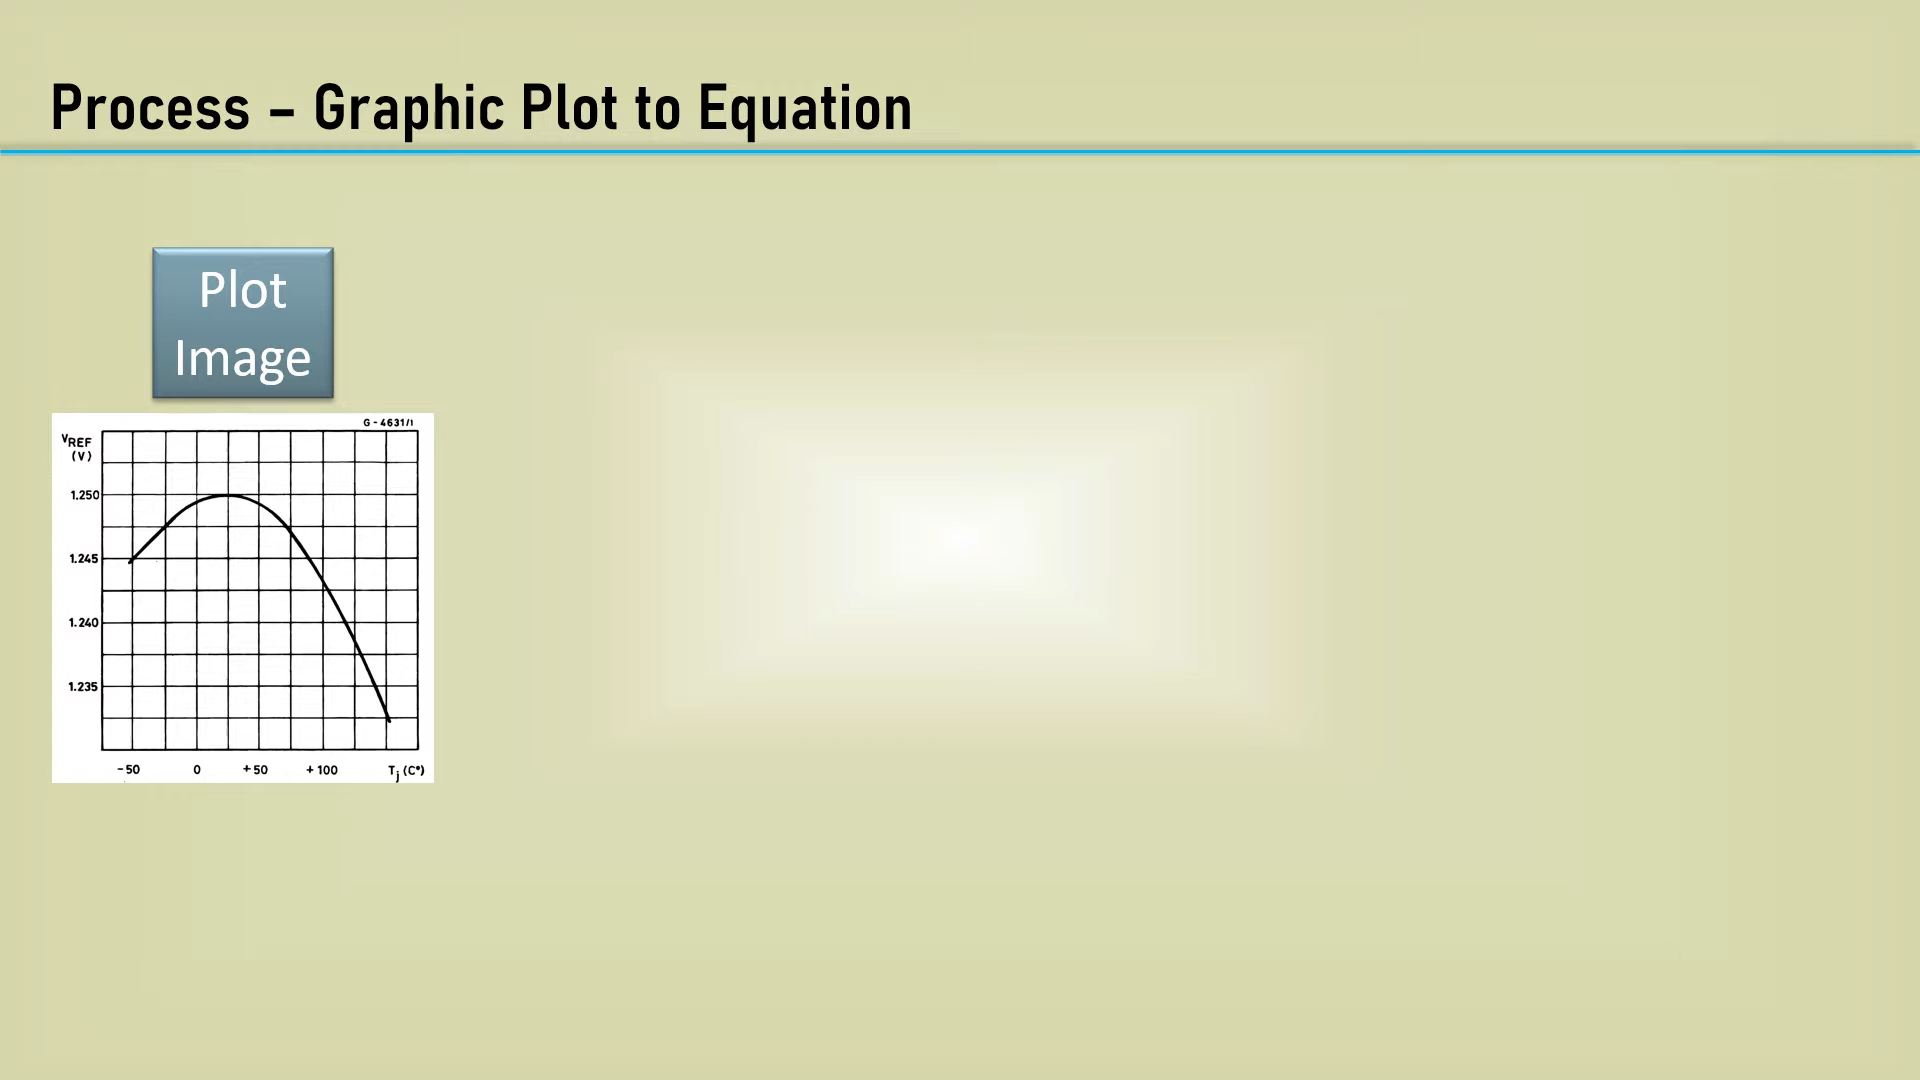 Process – Graphic Plot to Equation
Plot
Image
G-4631/1
VREF
(V)
1.250
1.245
1.240
1.235
-50 0 +50 +100 Tj (C°)